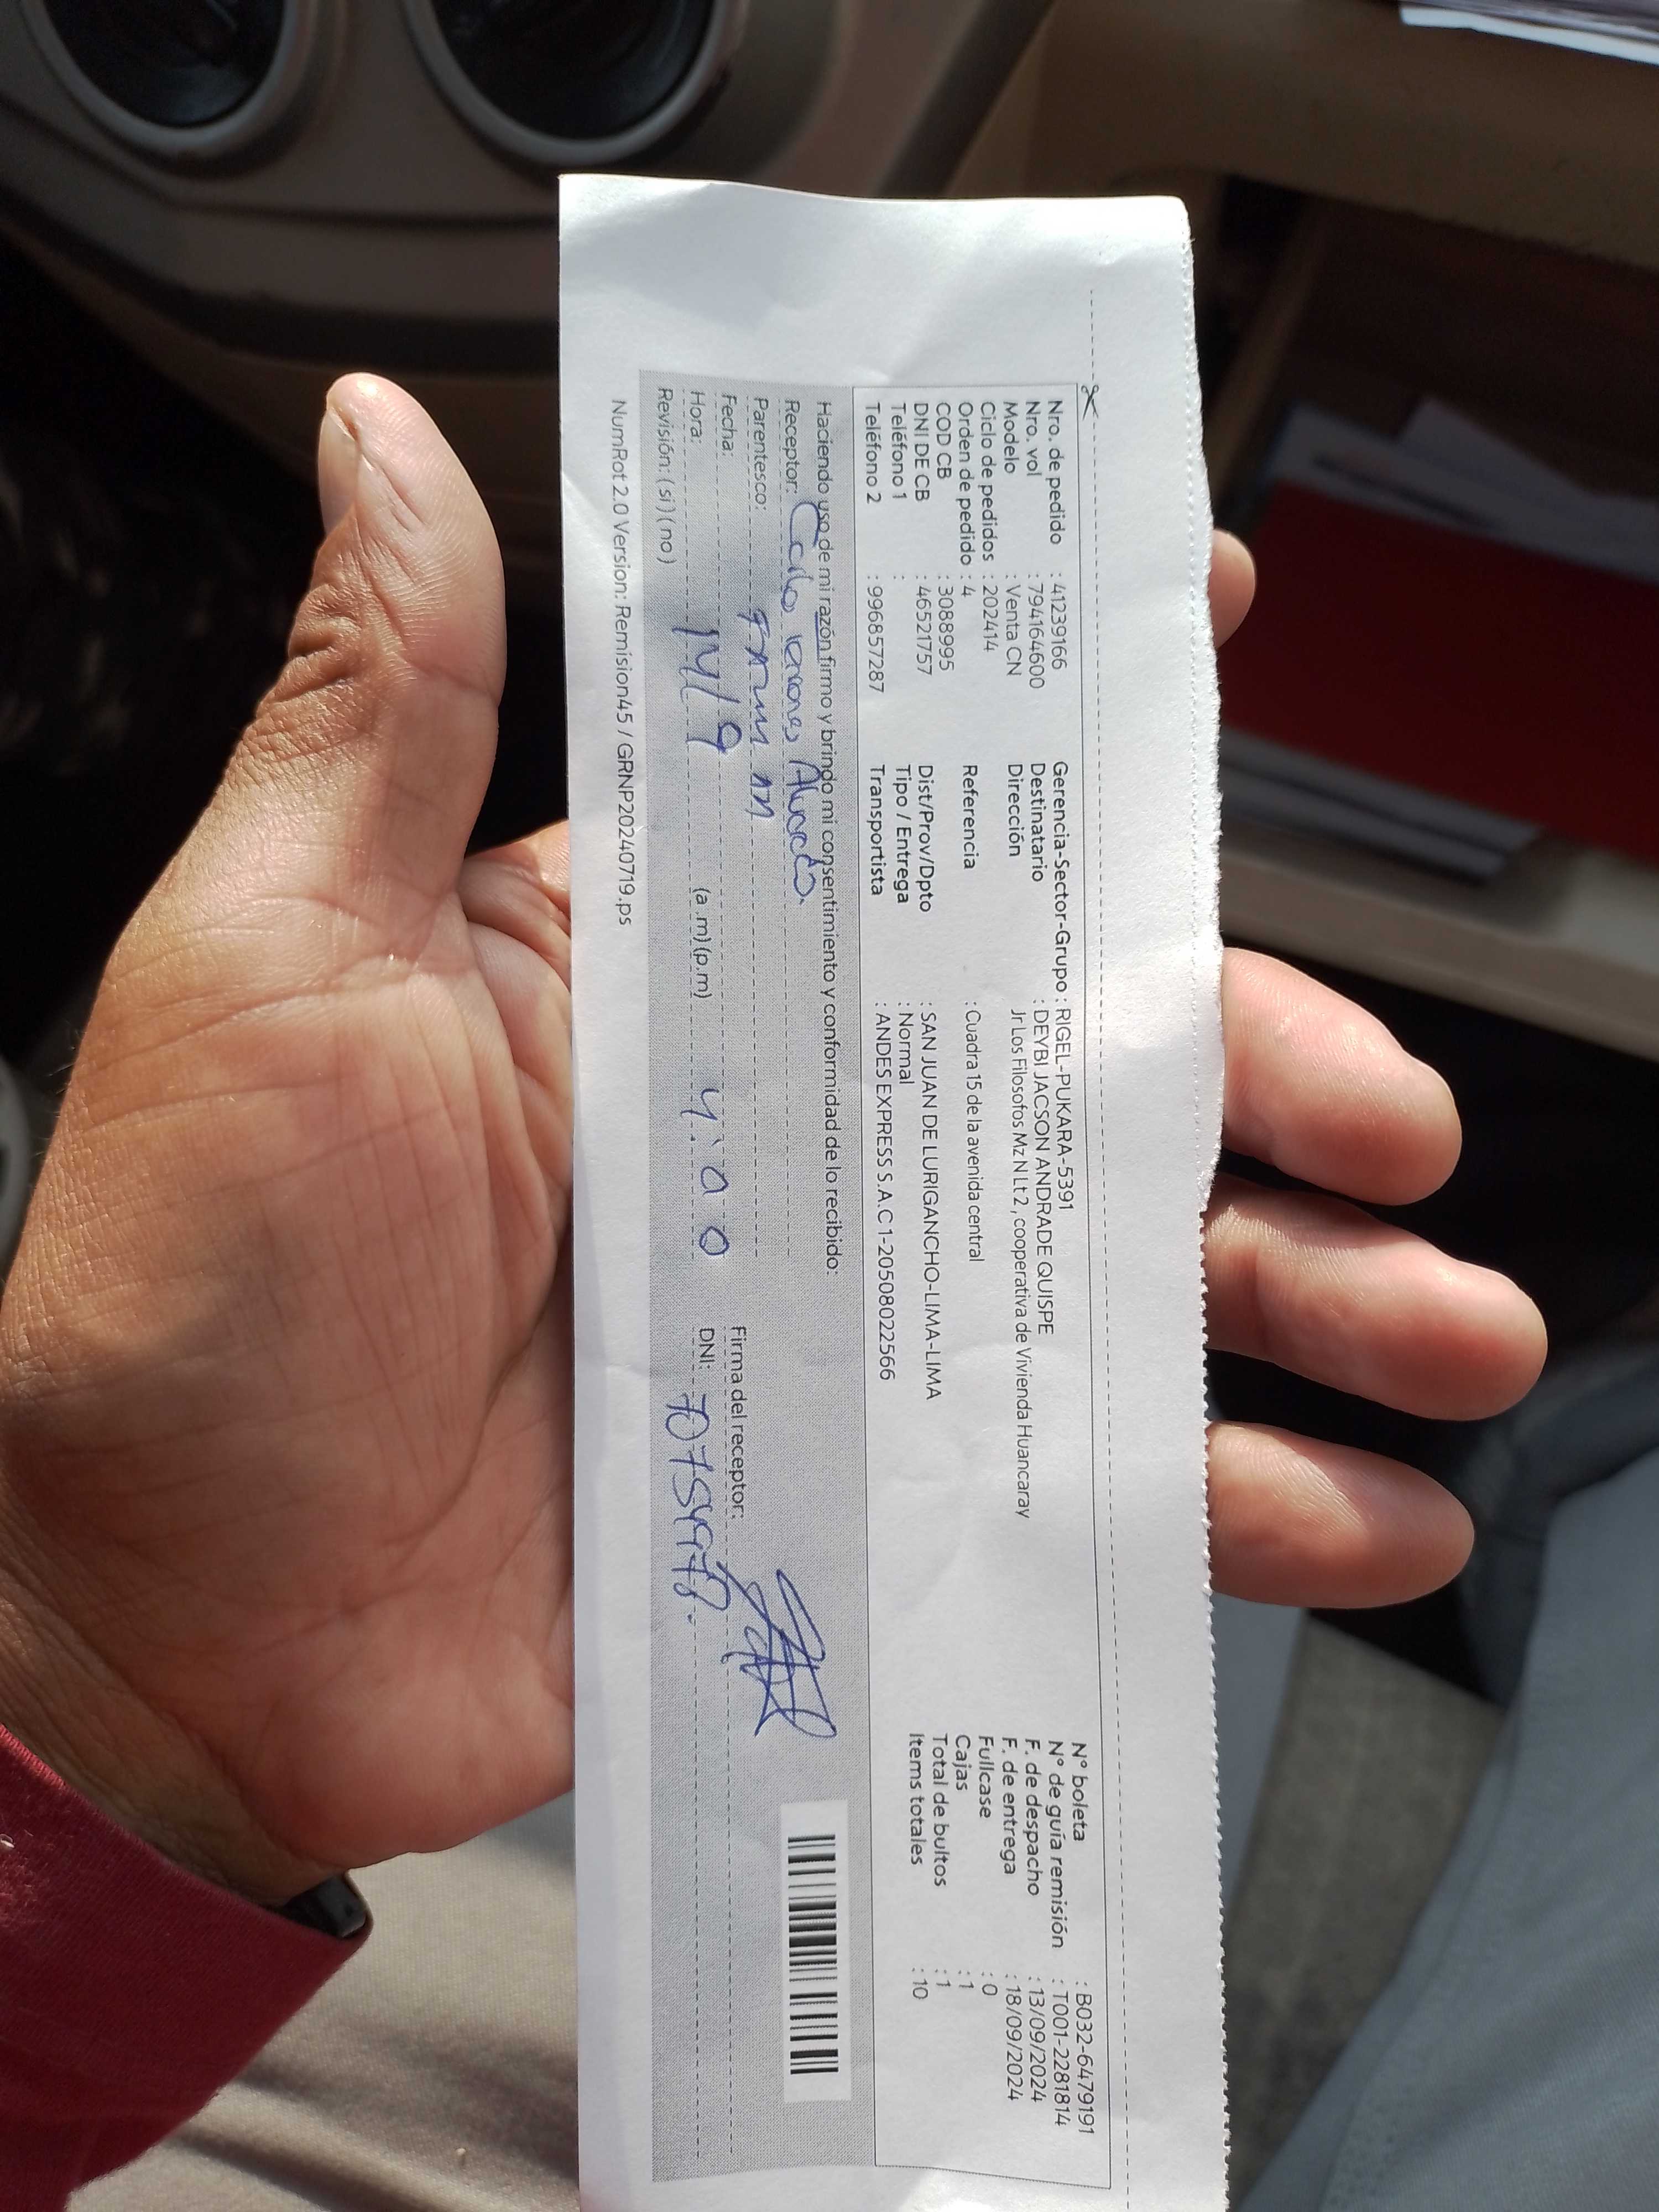 Nro. de pedido : 41239166
Nro. vol : 794164600
Modelo : Venta CN
Ciclo de pedidos : 202414
Orden de pedido : 4
COD CB : 3088995
DNI DE CB : 46521757
Teléfono 1 :
Teléfono 2 : 996857287
Gerencia-Sector-Grupo : RIGEL-PUKARA-5391
Destinatario : DEYBI JACSON ANDRADE QUISPE
Dirección Jr Los Filosofos Mz N Lt 2 , cooperativa de Vivienda Huancaray
Referencia : Cuadra 15 de la avenida central
Dist/Prov/Dpto : SAN JUAN DE LURIGANCHO-LIMA-LIMA
Tipo / Entrega : Normal
Transportista : ANDES EXPRESS S.A.C 1-20508022566
N° boleta : B032-6479191
N° de guía remisión : T001-2281814
F. de despacho : 13/09/2024
F. de entrega : 18/09/2024
Fullcase : 0
Cajas : 1
Total de bultos : 1
Items totales : 10
Haciendo uso de mi razón firmo y brindo mi consentimiento y conformidad de lo recibido:
Receptor:
Parentesco:
Fecha: 14/9
Hora: (a .m) (p.m) 4:00
Revisión: ( si ) ( no )
Firma del receptor:
DNI:
NumRot 2.0 Version: Remision45 / GRNP20240719.ps